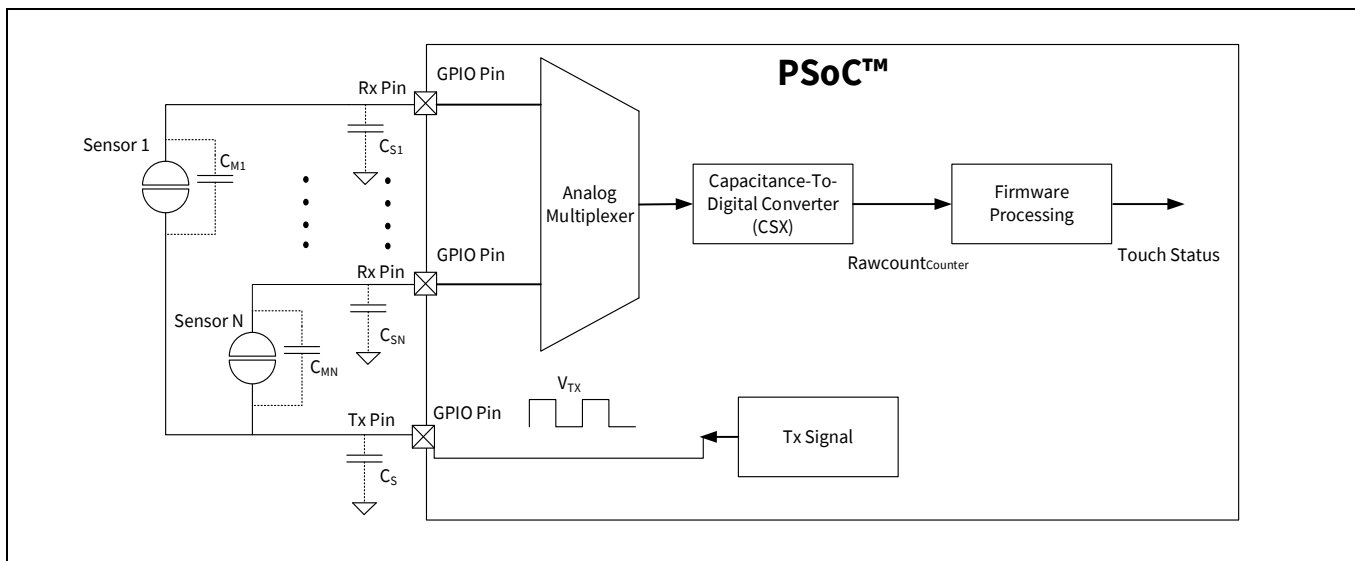 PSoC™
GPIO Pin
Rx Pin
Sensor 1
CM1
CS1
Analog
Multiplexer
Capacitance-To-
Digital Converter
(CSX)
Firmware
Processing
RawcountCounter
Touch Status
GPIO Pin
Rx Pin
Sensor N
CMN
CSN
VTX
GPIO Pin
Tx Pin
Tx Signal
CS